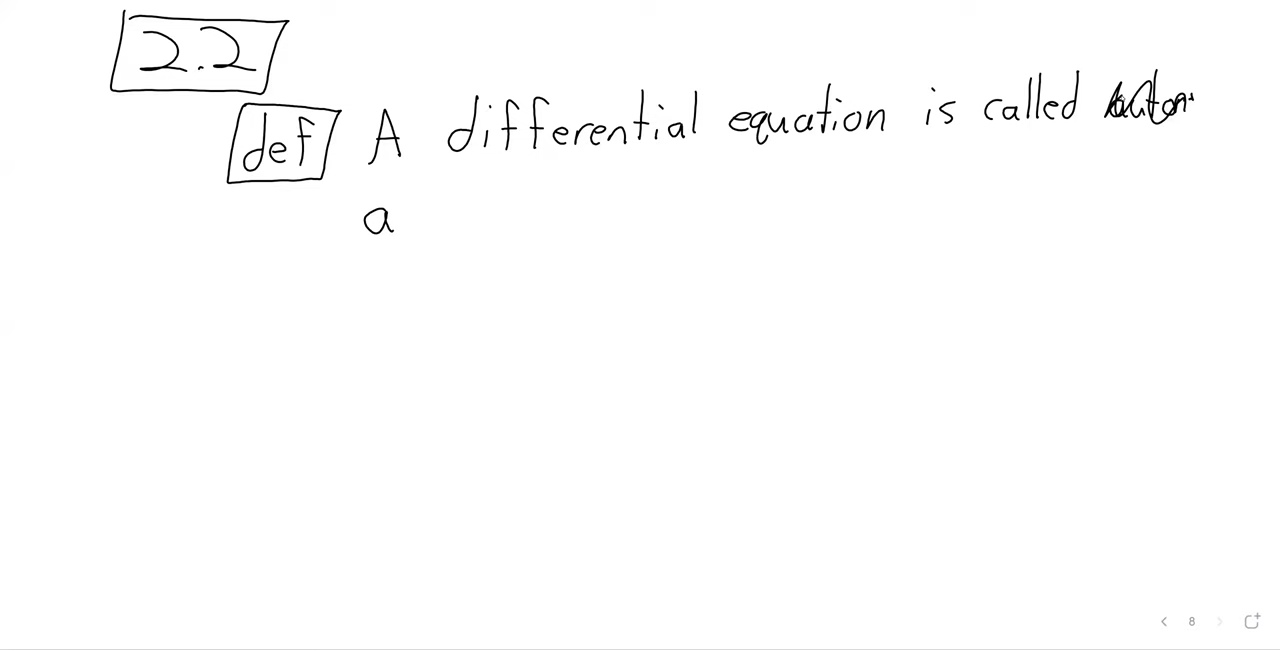 2.2
def A differential equation is called
a
8